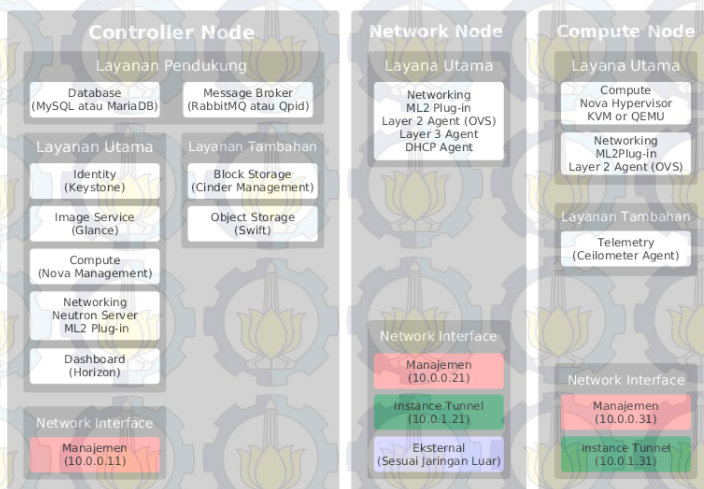 Controller Node
Layanan Pendukung
Database
(MySQL atau MariaDB)
Message Broker
(RabbitMQ atau Qpid)
Layanan Utama
Identity
(Keystone)
Image Service
(Glance)
Compute
(Nova Management)
Networking
Neutron Server
ML2 Plug-in
Dashboard
(Horizon)
Layanan Tambahan
Block Storage
(Cinder Management)
Object Storage
(Swift)
Network Interface
Manajemen
(10.0.0.11)
Network Node
Layana Utama
Networking
ML2 Plug-in
Layer 2 Agent (OVS)
Layer 3 Agent
DHCP Agent
Network Interface
Manajemen
(10.0.0.21)
Instance Tunnel
(10.0.1.21)
Eksternal
(Sesuai Jaringan Luar)
Compute Node
Layana Utama
Compute
Nova Hypervisor
KVM or QEMU
Networking
ML2Plug-in
Layer 2 Agent (OVS)
Layanan Tambahan
Telemetry
(Ceilometer Agent)
Network Interface
Manajemen
(10.0.0.31)
Instance Tunnel
(10.0.1.31)